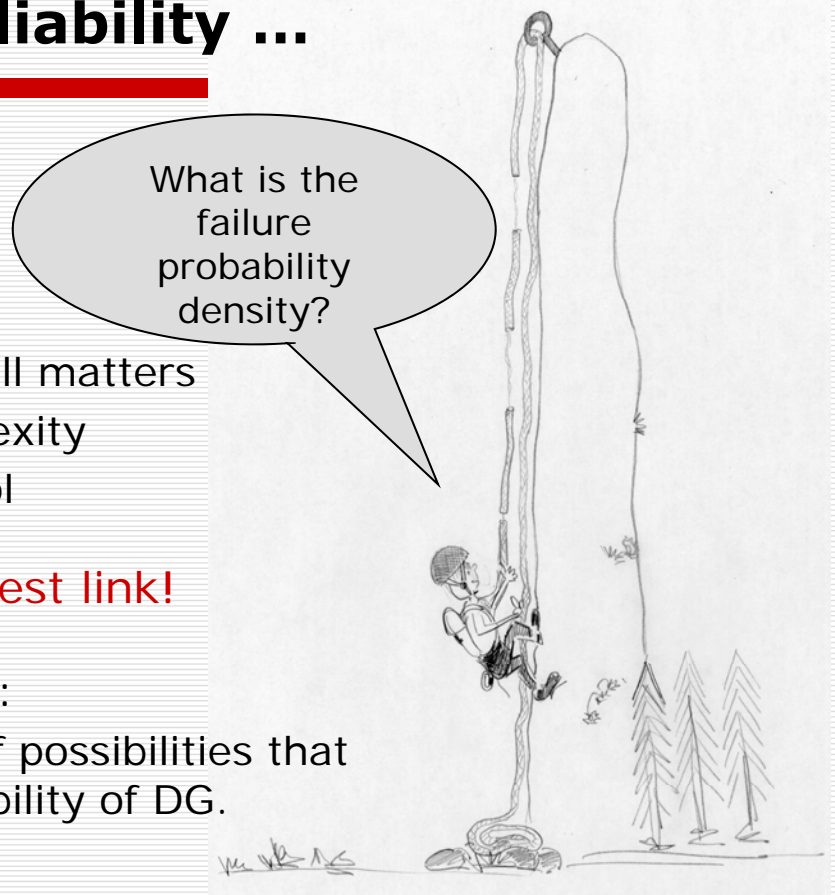 liability ...
What is the
failure
probability
density?
ll matters
exity
ol
est link!
:
f possibilities that
bility of DG.